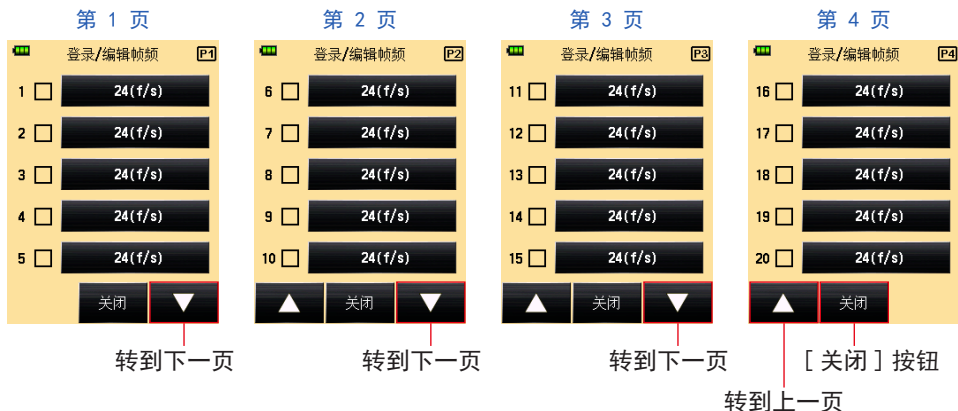 第 1 页
登录/编辑帧频 P1
1 24(f/s)
2 24(f/s)
3 24(f/s)
4 24(f/s)
5 24(f/s)
关闭
转到下一页
第 2 页
登录/编辑帧频 P2
6 24(f/s)
7 24(f/s)
8 24(f/s)
9 24(f/s)
10 24(f/s)
关闭
转到下一页
第 3 页
登录/编辑帧频 P3
11 24(f/s)
12 24(f/s)
13 24(f/s)
14 24(f/s)
15 24(f/s)
关闭
转到下一页
第 4 页
登录/编辑帧频 P4
16 24(f/s)
17 24(f/s)
18 24(f/s)
19 24(f/s)
20 24(f/s)
关闭
[ 关闭 ] 按钮
转到上一页